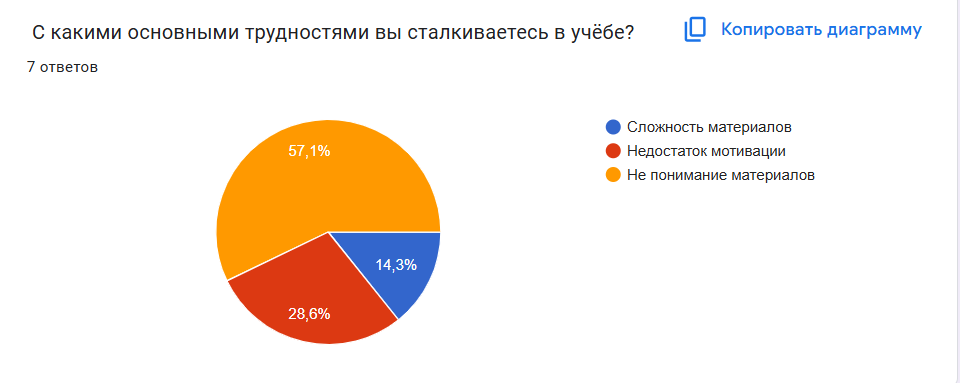 С какими основными трудностями вы сталкиваетесь в учёбе?
Копировать диаграмму
7 ответов
57,1%
14,3%
28,6%
Сложность материалов
Недостаток мотивации
Не понимание материалов